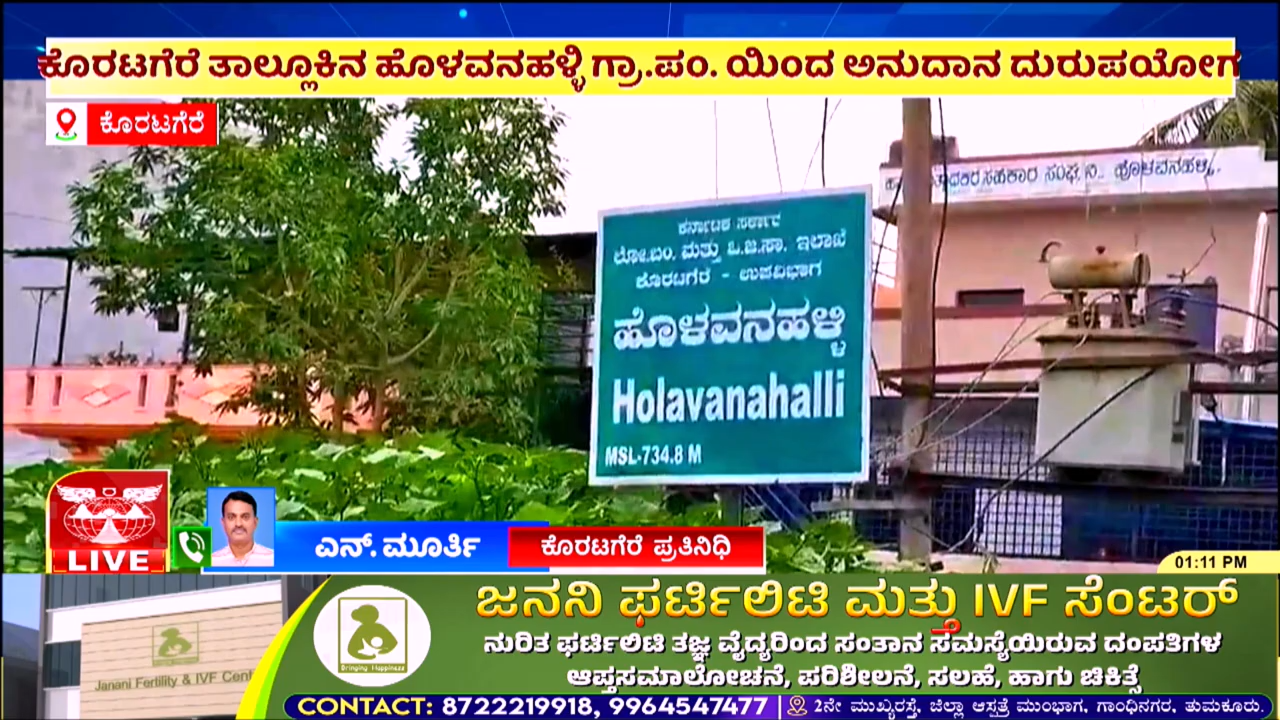 ಕೊರಟಗೆರೆ ತಾಲ್ಲೂಕಿನ ಹೊಳವನಹಳ್ಳಿ ಗ್ರಾ.ಪಂ. ಯಿಂದ ಅನುದಾನ ದುರುಪಯೋಗ
ಕೊರಟಗೆರೆ
ಸಹಕಾರ ಸಂಘ ನಿ., ಹೊಳವನಹಳ್ಳಿ.
ಕರ್ನಾಟಕ ಸರ್ಕಾರ
ಲೋ.ಬಂ. ಮತ್ತು ಒ.ಜ.ಸಾ. ಇಲಾಖೆ
ಕೊರಟಗೆರೆ - ಉಪವಿಭಾಗ
ಹೊಳವನಹಳ್ಳಿ
Holavanahalli
MSL-734.8 M
LIVE
ಎನ್. ಮೂರ್ತಿ
ಕೊರಟಗೆರೆ ಪ್ರತಿನಿಧಿ
01:11 PM
Janani Fertility & IVF
Bringing Happiness
ಜನನಿ ಫರ್ಟಿಲಿಟಿ ಮತ್ತು IVF ಸೆಂಟರ್
ನುರಿತ ಫರ್ಟಿಲಿಟಿ ತಜ್ಞ ವೈದ್ಯರಿಂದ ಸಂತಾನ ಸಮಸ್ಯೆಯಿರುವ ದಂಪತಿಗಳ
ಆಪ್ತಸಮಾಲೋಚನೆ, ಪರಿಶೀಲನೆ, ಸಲಹೆ, ಹಾಗು ಚಿಕಿತ್ಸೆ
CONTACT: 8722219918, 9964547477
2ನೇ ಮುಖ್ಯರಸ್ತೆ, ಜಿಲ್ಲಾ ಆಸ್ಪತ್ರೆ ಮುಂಭಾಗ, ಗಾಂಧಿನಗರ, ತುಮಕೂರು.